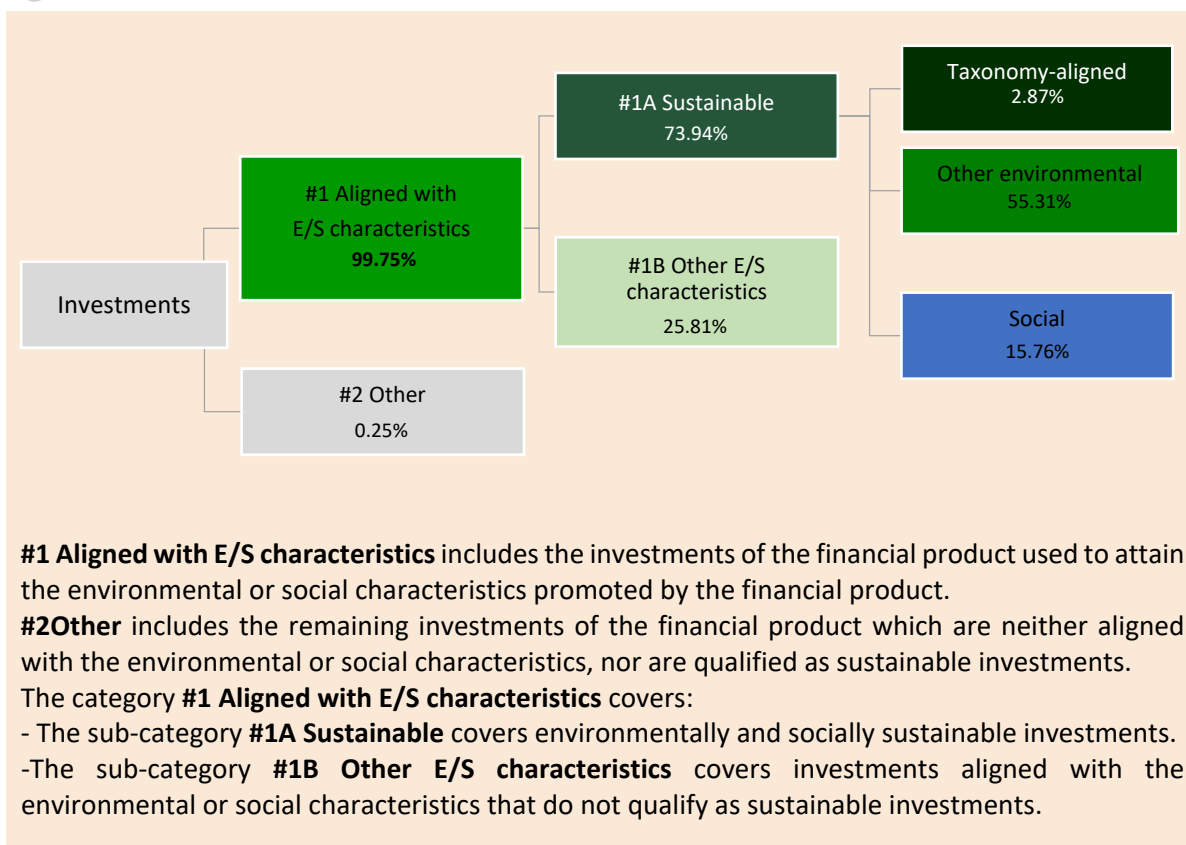 Investments
#1 Aligned with
E/S characteristics
99.75%
#2 Other
0.25%
#1A Sustainable
73.94%
#1B Other E/S
characteristics
25.81%
Taxonomy-aligned
2.87%
Other environmental
55.31%
Social
15.76%
#1 Aligned with E/S characteristics includes the investments of the financial product used to attain
the environmental or social characteristics promoted by the financial product.
#2Other includes the remaining investments of the financial product which are neither aligned
with the environmental or social characteristics, nor are qualified as sustainable investments.
The category #1 Aligned with E/S characteristics covers:
- The sub-category #1A Sustainable covers environmentally and socially sustainable investments.
-The sub-category #1B Other E/S characteristics covers investments aligned with the
environmental or social characteristics that do not qualify as sustainable investments.